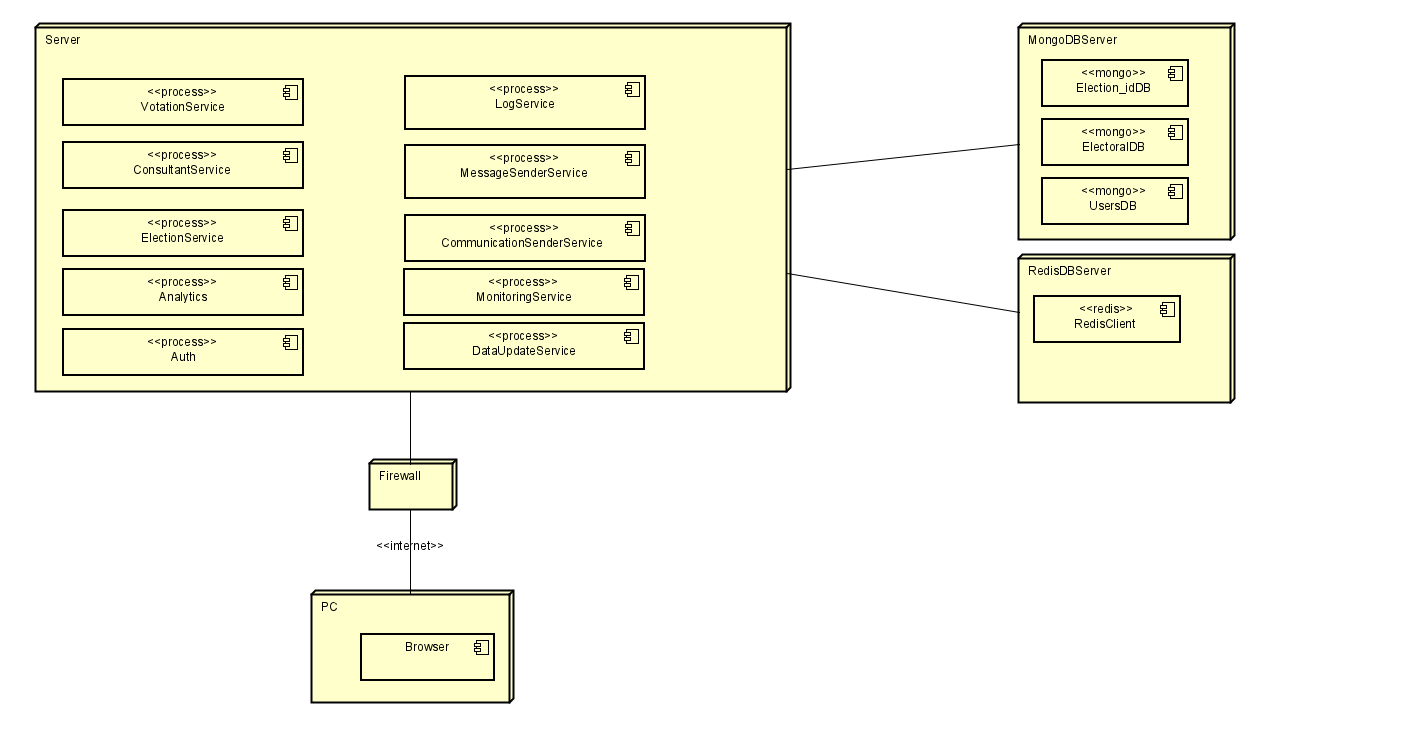 Server
<<process>>
VotationService
<<process>>
ConsultantService
<<process>>
ElectionService
<<process>>
Analytics
<<process>>
Auth
<<process>>
LogService
<<process>>
MessageSenderService
<<process>>
CommunicationSenderService
<<process>>
MonitoringService
<<process>>
DataUpdateService
MongoDBServer
<<mongo>>
Election_idDB
<<mongo>>
ElectoralDB
<<mongo>>
UsersDB
RedisDBServer
<<redis>>
RedisClient
Firewall
<<internet>>
PC
Browser